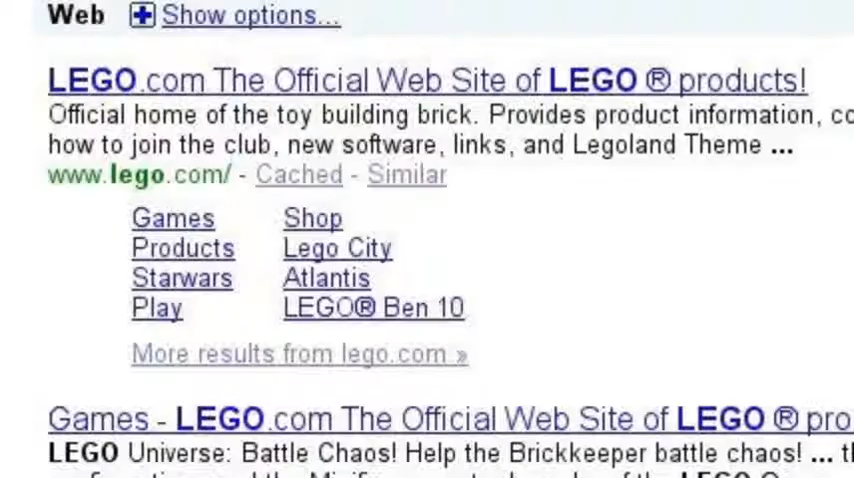 Web Show options...
LEGO.com The Official Web Site of LEGO ® products!
Official home of the toy building brick. Provides product information,
how to join the club, new software, links, and Legoland Theme ...
www.lego.com/ - Cached - Similar
Games Shop
Products Lego City
Starwars Atlantis
Play LEGO® Ben 10
More results from lego.com »
Games - LEGO.com The Official Web Site of LEGO ® pro
LEGO Universe: Battle Chaos! Help the Brickkeeper battle chaos! ...